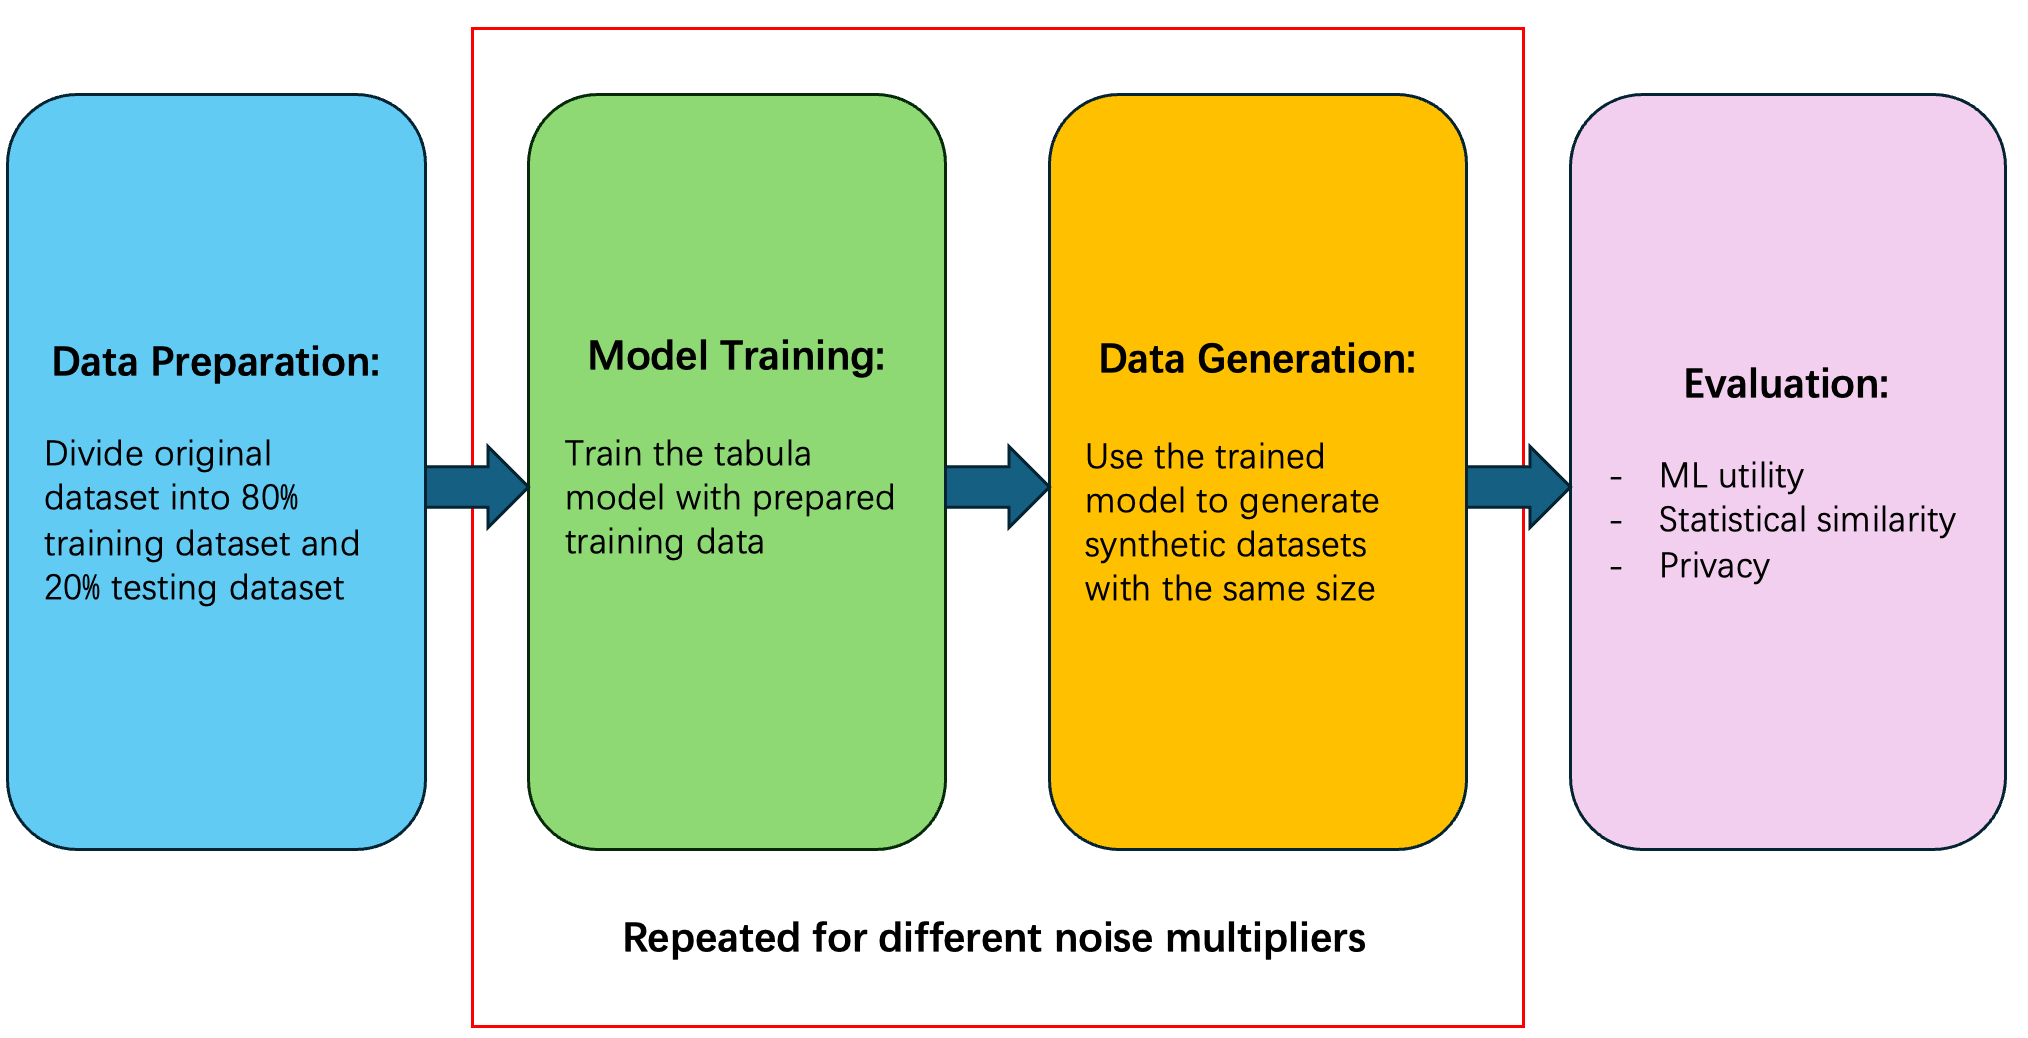 Data Preparation:
Divide original
dataset into 80%
training dataset and
20% testing dataset
Model Training:
Train the tabula
model with prepared
training data
Data Generation:
Use the trained
model to generate
synthetic datasets
with the same size
Evaluation:
- ML utility
- Statistical similarity
- Privacy
Repeated for different noise multipliers